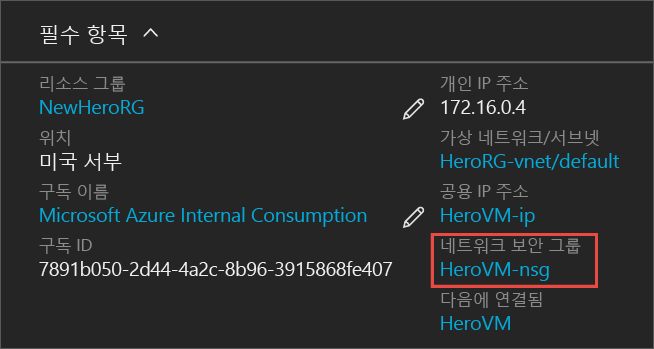 필수 항목
리소스 그룹
NewHeroRG
위치
미국 서부
구독 이름
Microsoft Azure Internal Consumption
구독 ID
7891b050-2d44-4a2c-8b96-3915868fe407
개인 IP 주소
172.16.0.4
가상 네트워크/서브넷
HeroRG-vnet/default
공용 IP 주소
HeroVM-ip
네트워크 보안 그룹
HeroVM-nsg
다음에 연결됨
HeroVM